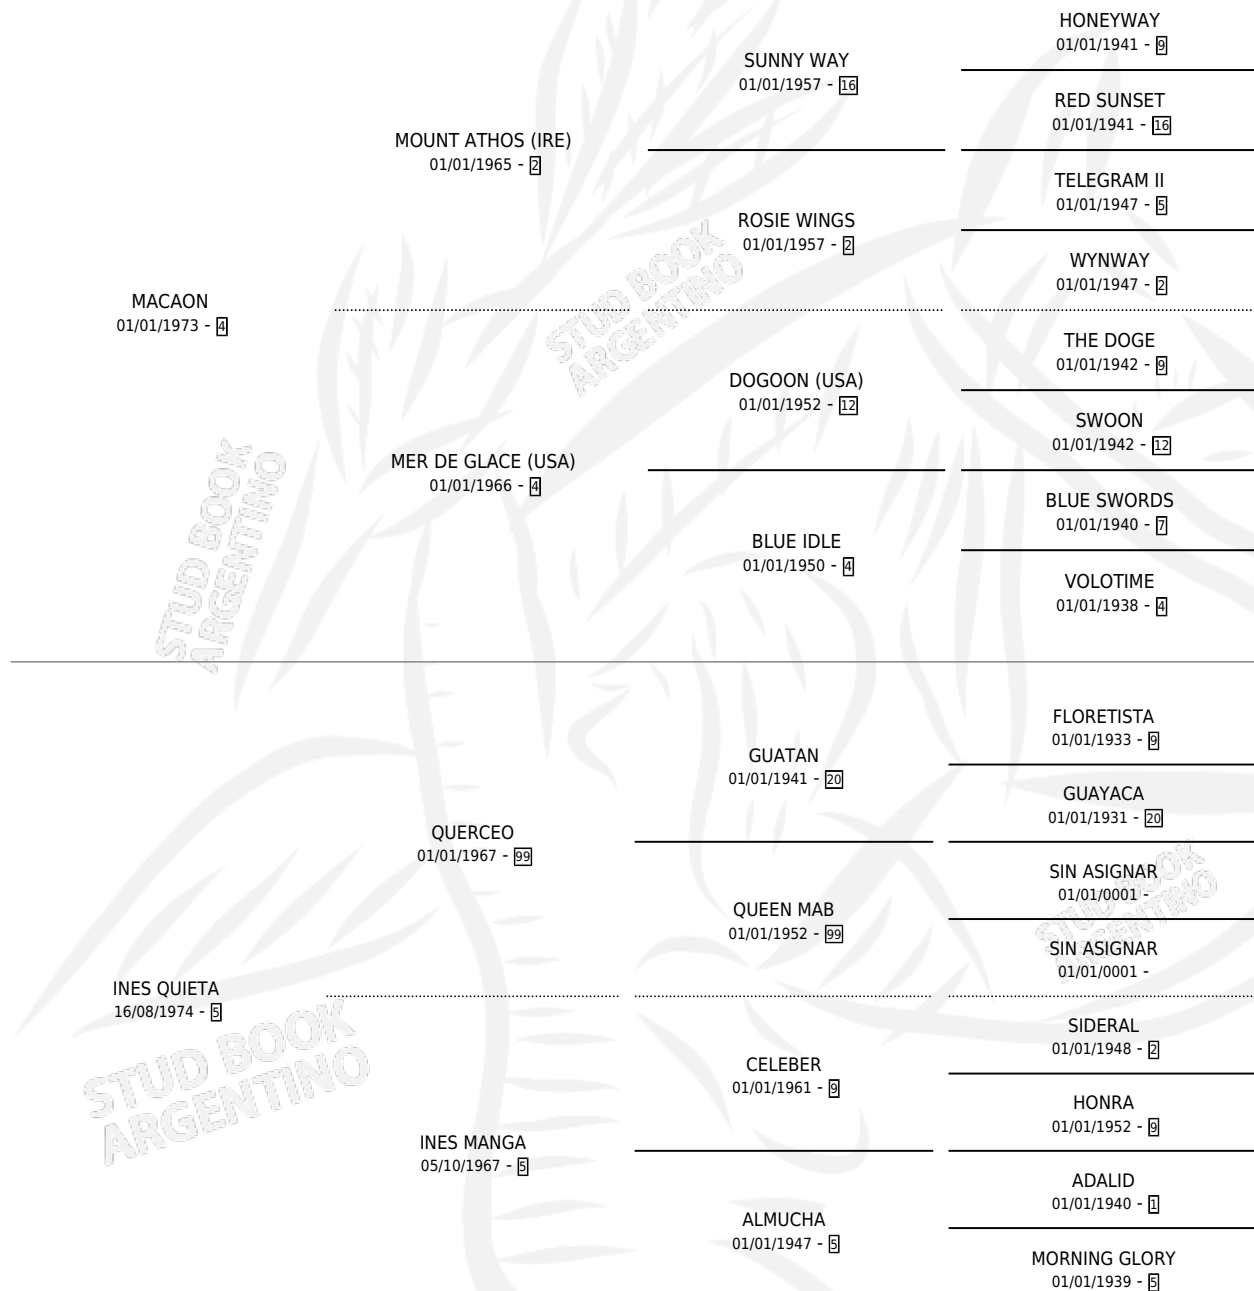 HONEYWAY
01/01/1941 - 9
SUNNY WAY
01/01/1957 - 16
RED SUNSET
01/01/1941 - 16
MOUNT ATHOS (IRE)
01/01/1965 - 2
TELEGRAM II
01/01/1947 - 5
ROSIE WINGS
01/01/1957 - 2
WYNWAY
01/01/1947 - 2
MACAON
01/01/1973 - 4
THE DOGE
01/01/1942 - 9
DOGOON (USA)
01/01/1952 - 12
SWOON
01/01/1942 - 12
MER DE GLACE (USA)
01/01/1966 - 4
BLUE SWORDS
01/01/1940 - 7
BLUE IDLE
01/01/1950 - 4
VOLOTIME
01/01/1938 - 4
STUD BOOK
ARGENTINO
STUD BOOK
ARGENTINO
FLORETISTA
01/01/1933 - 9
GUATAN
01/01/1941 - 20
GUAYACA
01/01/1931 - 20
QUERCEO
01/01/1967 - 99
SIN ASIGNAR
01/01/0001 -
QUEEN MAB
01/01/1952 - 99
SIN ASIGNAR
01/01/0001 -
STUD BOOK
ARGENTINO
INES QUIETA
16/08/1974 - 5
SIDERAL
01/01/1948 - 2
CELEBER
01/01/1961 - 9
HONRA
01/01/1952 - 9
INES MANGA
05/10/1967 - 5
ADALID
01/01/1940 - 1
ALMUCHA
01/01/1947 - 5
MORNING GLORY
01/01/1939 - 5
STUD BOOK
ARGENTINO